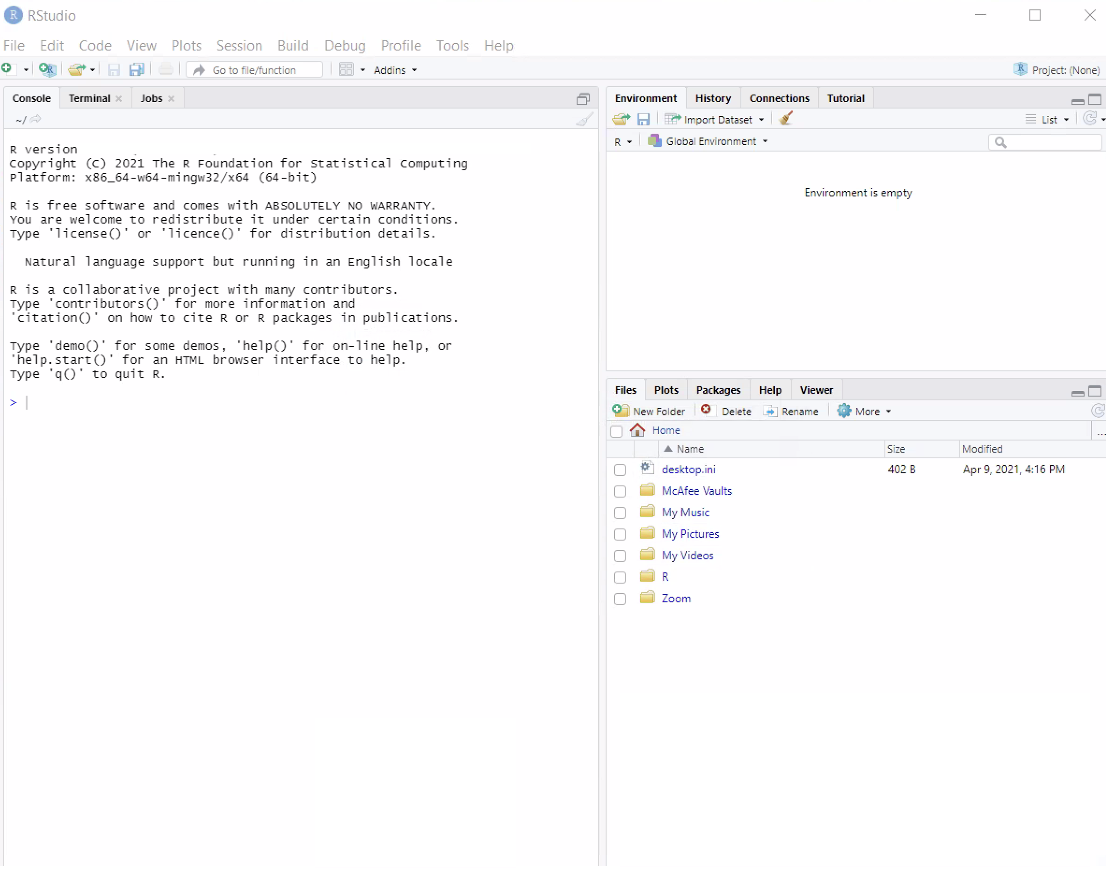 RStudio
File Edit Code View Plots Session Build Debug Profile Tools Help
Go to file/function Addins Project: (None)
Console Terminal Jobs
~/
R version
Copyright (C) 2021 The R Foundation for Statistical Computing
Platform: x86_64-w64-mingw32/x64 (64-bit)
R is free software and comes with ABSOLUTELY NO WARRANTY.
You are welcome to redistribute it under certain conditions.
Type 'license()' or 'licence()' for distribution details.
Natural language support but running in an English locale
R is a collaborative project with many contributors.
Type 'contributors()' for more information and
'citation()' on how to cite R or R packages in publications.
Type 'demo()' for some demos, 'help()' for on-line help, or
'help.start()' for an HTML browser interface to help.
Type 'q()' to quit R.
>
Environment History Connections Tutorial
Import Dataset List
R Global Environment
Environment is empty
Files Plots Packages Help Viewer
New Folder Delete Rename More
Home ...
Name Size Modified
desktop.ini 402 B Apr 9, 2021, 4:16 PM
McAfee Vaults
My Music
My Pictures
My Videos
R
Zoom